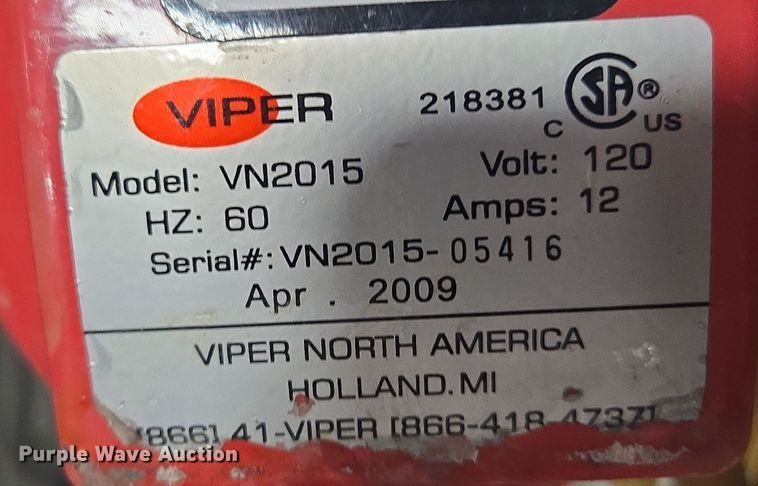 VIPER 218381 CSA®
C US
Model: VN2015 Volt: 120
HZ: 60 Amps: 12
Serial#: VN2015-05416
Apr . 2009
VIPER NORTH AMERICA
HOLLAND.MI
[866] 41-VIPER [866-418-4737]
Purple Wave Auction